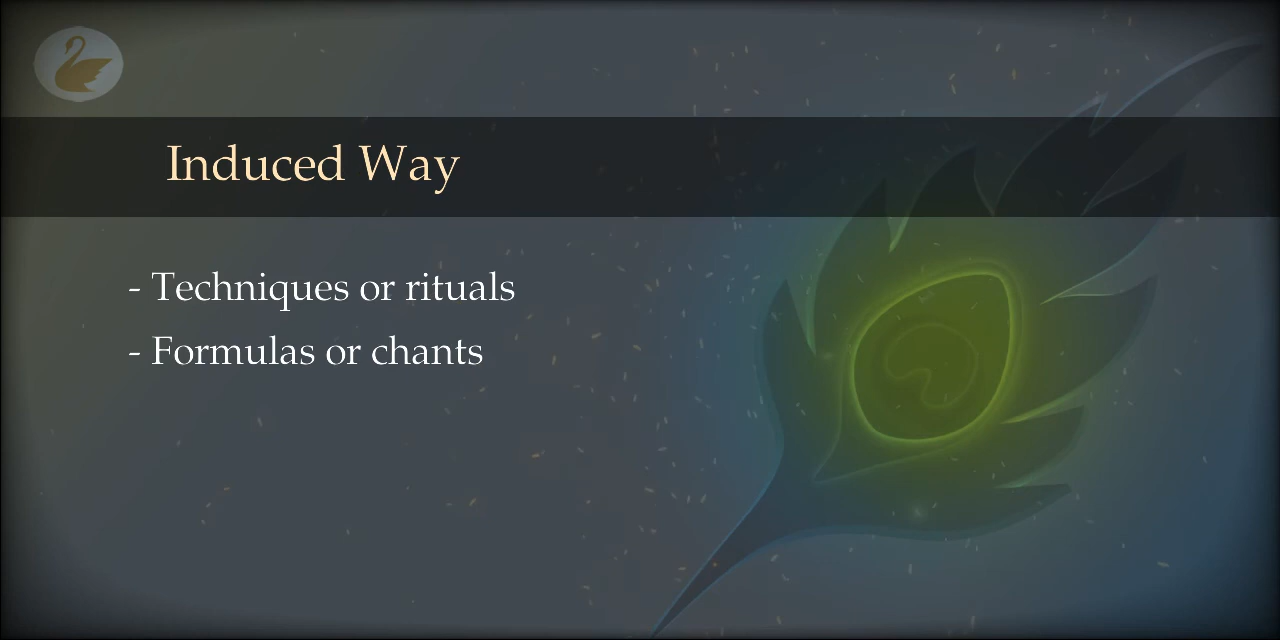 Induced Way
- Techniques or rituals
- Formulas or chants